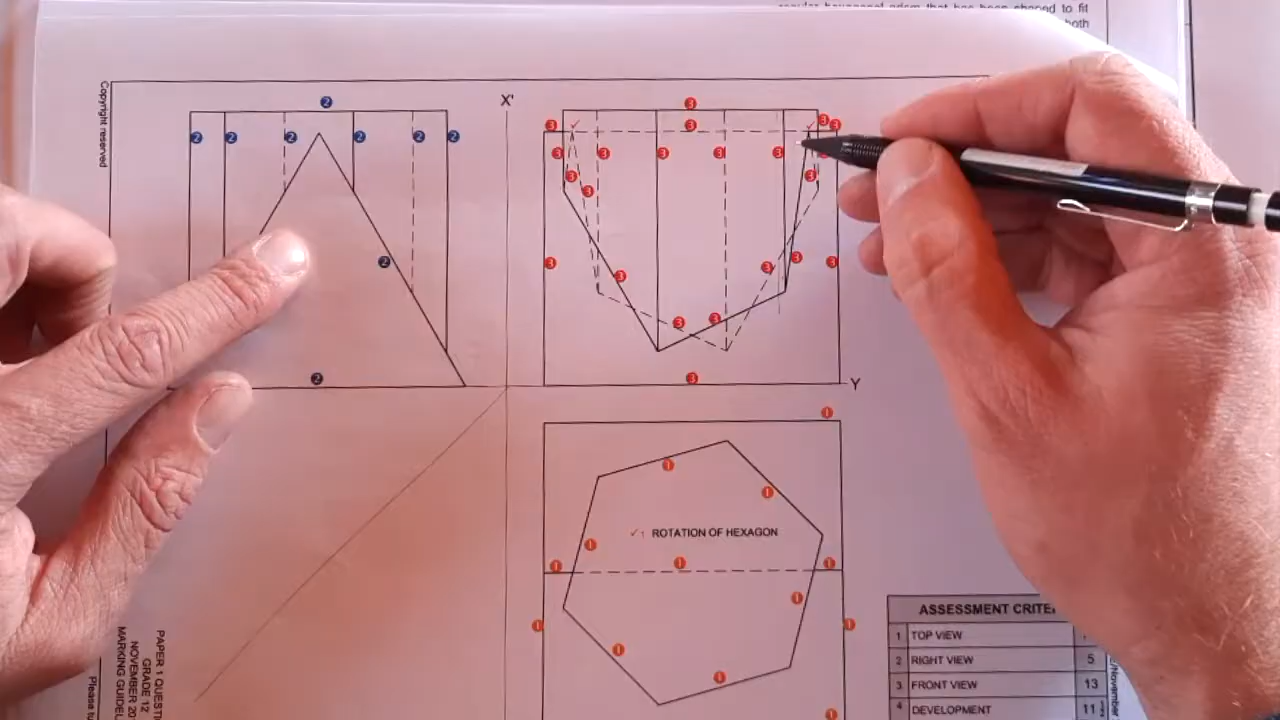 regular hexagonal prism that has been shaped to fit
both
Copyright reserved
X'
Y
✓1 ROTATION OF HEXAGON
ASSESSMENT CRITE
1 TOP VIEW
2 RIGHT VIEW 5
3 FRONT VIEW 13
4 DEVELOPMENT 11
PAPER 1 QUESTI
GRADE 12
NOVEMBER 20
MARKING GUIDEL
Please tu